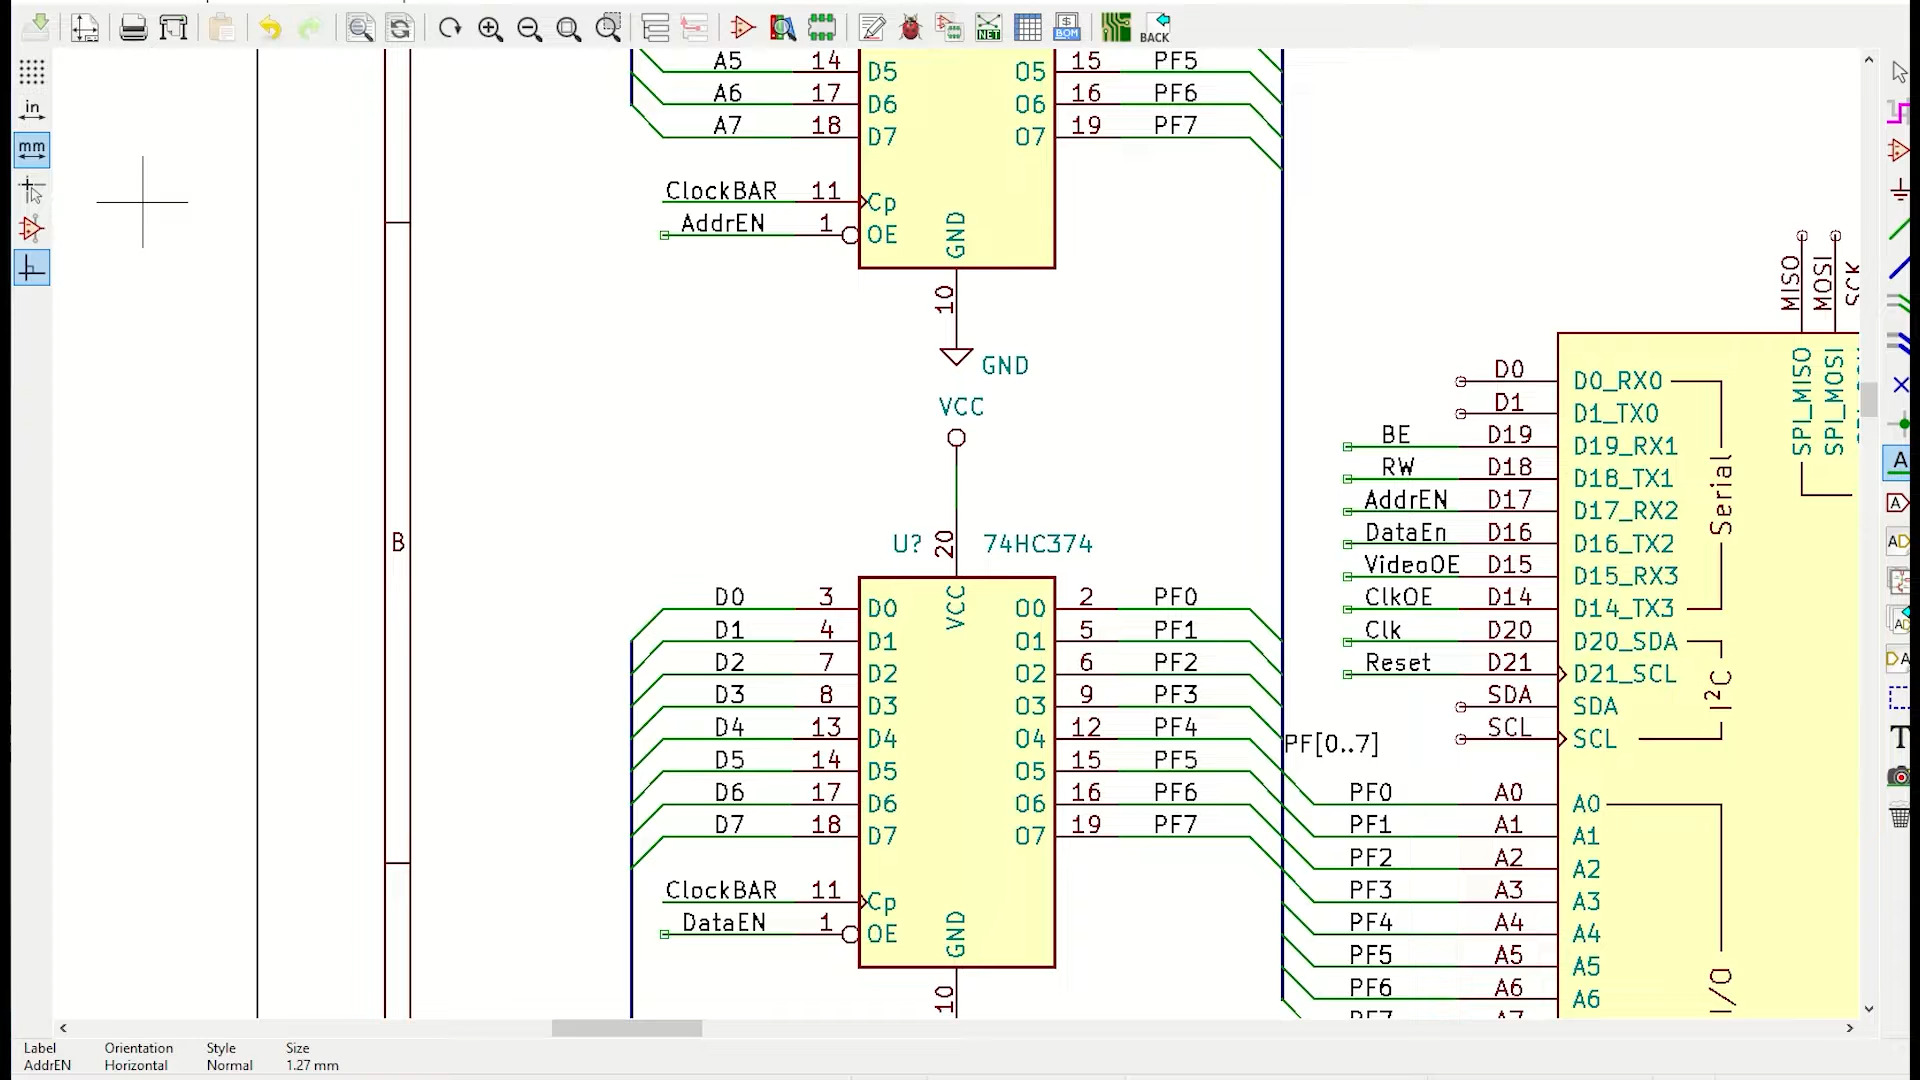 NET
BOM
BACK
in
mm
A5 14 D5 O5 15 PF5
A6 17 D6 O6 16 PF6
A7 18 D7 O7 19 PF7
ClockBAR 11 Cp
AddrEN 1 OE
GND
10
GND
VCC
B
U? 20 74HC374
VCC
D0 3 D0 O0 2 PF0
D1 4 D1 O1 5 PF1
D2 7 D2 O2 6 PF2
D3 8 D3 O3 9 PF3
D4 13 D4 O4 12 PF4
D5 14 D5 O5 15 PF5
D6 17 D6 O6 16 PF6
D7 18 D7 O7 19 PF7
ClockBAR 11 Cp
DataEN 1 OE
GND
10
MISO
MOSI
SCK
SPI_MISO
SPI_MOSI
D0 D0_RX0
D1 D1_TX0
BE D19 D19_RX1
RW D18 D18_TX1
AddrEN D17 D17_RX2
DataEn D16 D16_TX2
VideoOE D15 D15_RX3
ClkOE D14 D14_TX3
Clk D20 D20_SDA
Reset D21 D21_SCL
SDA SDA
SCL SCL
Serial
I²C
PF[0..7]
PF0 A0 A0
PF1 A1 A1
PF2 A2 A2
PF3 A3 A3
PF4 A4 A4
PF5 A5 A5
PF6 A6 A6
PF7 A7
I/O
A
A
T
Label Orientation Style Size
AddrEN Horizontal Normal 1.27 mm